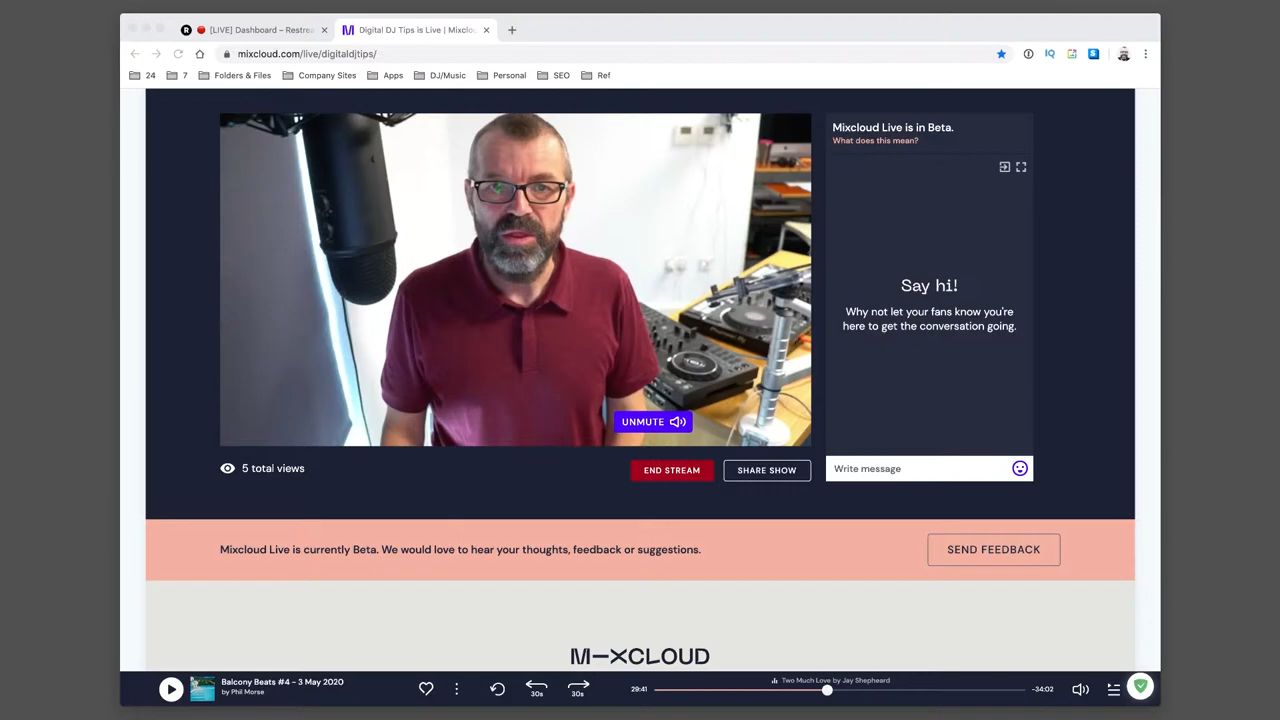 [LIVE] Dashboard – Restrea
Digital DJ Tips is Live | Mixclou
mixcloud.com/live/digitaldjtips/
24
7
Folders & Files
Company Sites
Apps
DJ/Music
Personal
SEO
Ref
Mixcloud Live is in Beta.
What does this mean?
Say hi!
Why not let your fans know you're
here to get the conversation going.
UNMUTE
5 total views
END STREAM
SHARE SHOW
Write message
Mixcloud Live is currently Beta. We would love to hear your thoughts, feedback or suggestions.
SEND FEEDBACK
M–XCLOUD
Balcony Beats #4 - 3 May 2020
by Phil Morse
30s
30s
29:41
Two Much Love by Jay Shepheard
-34:02